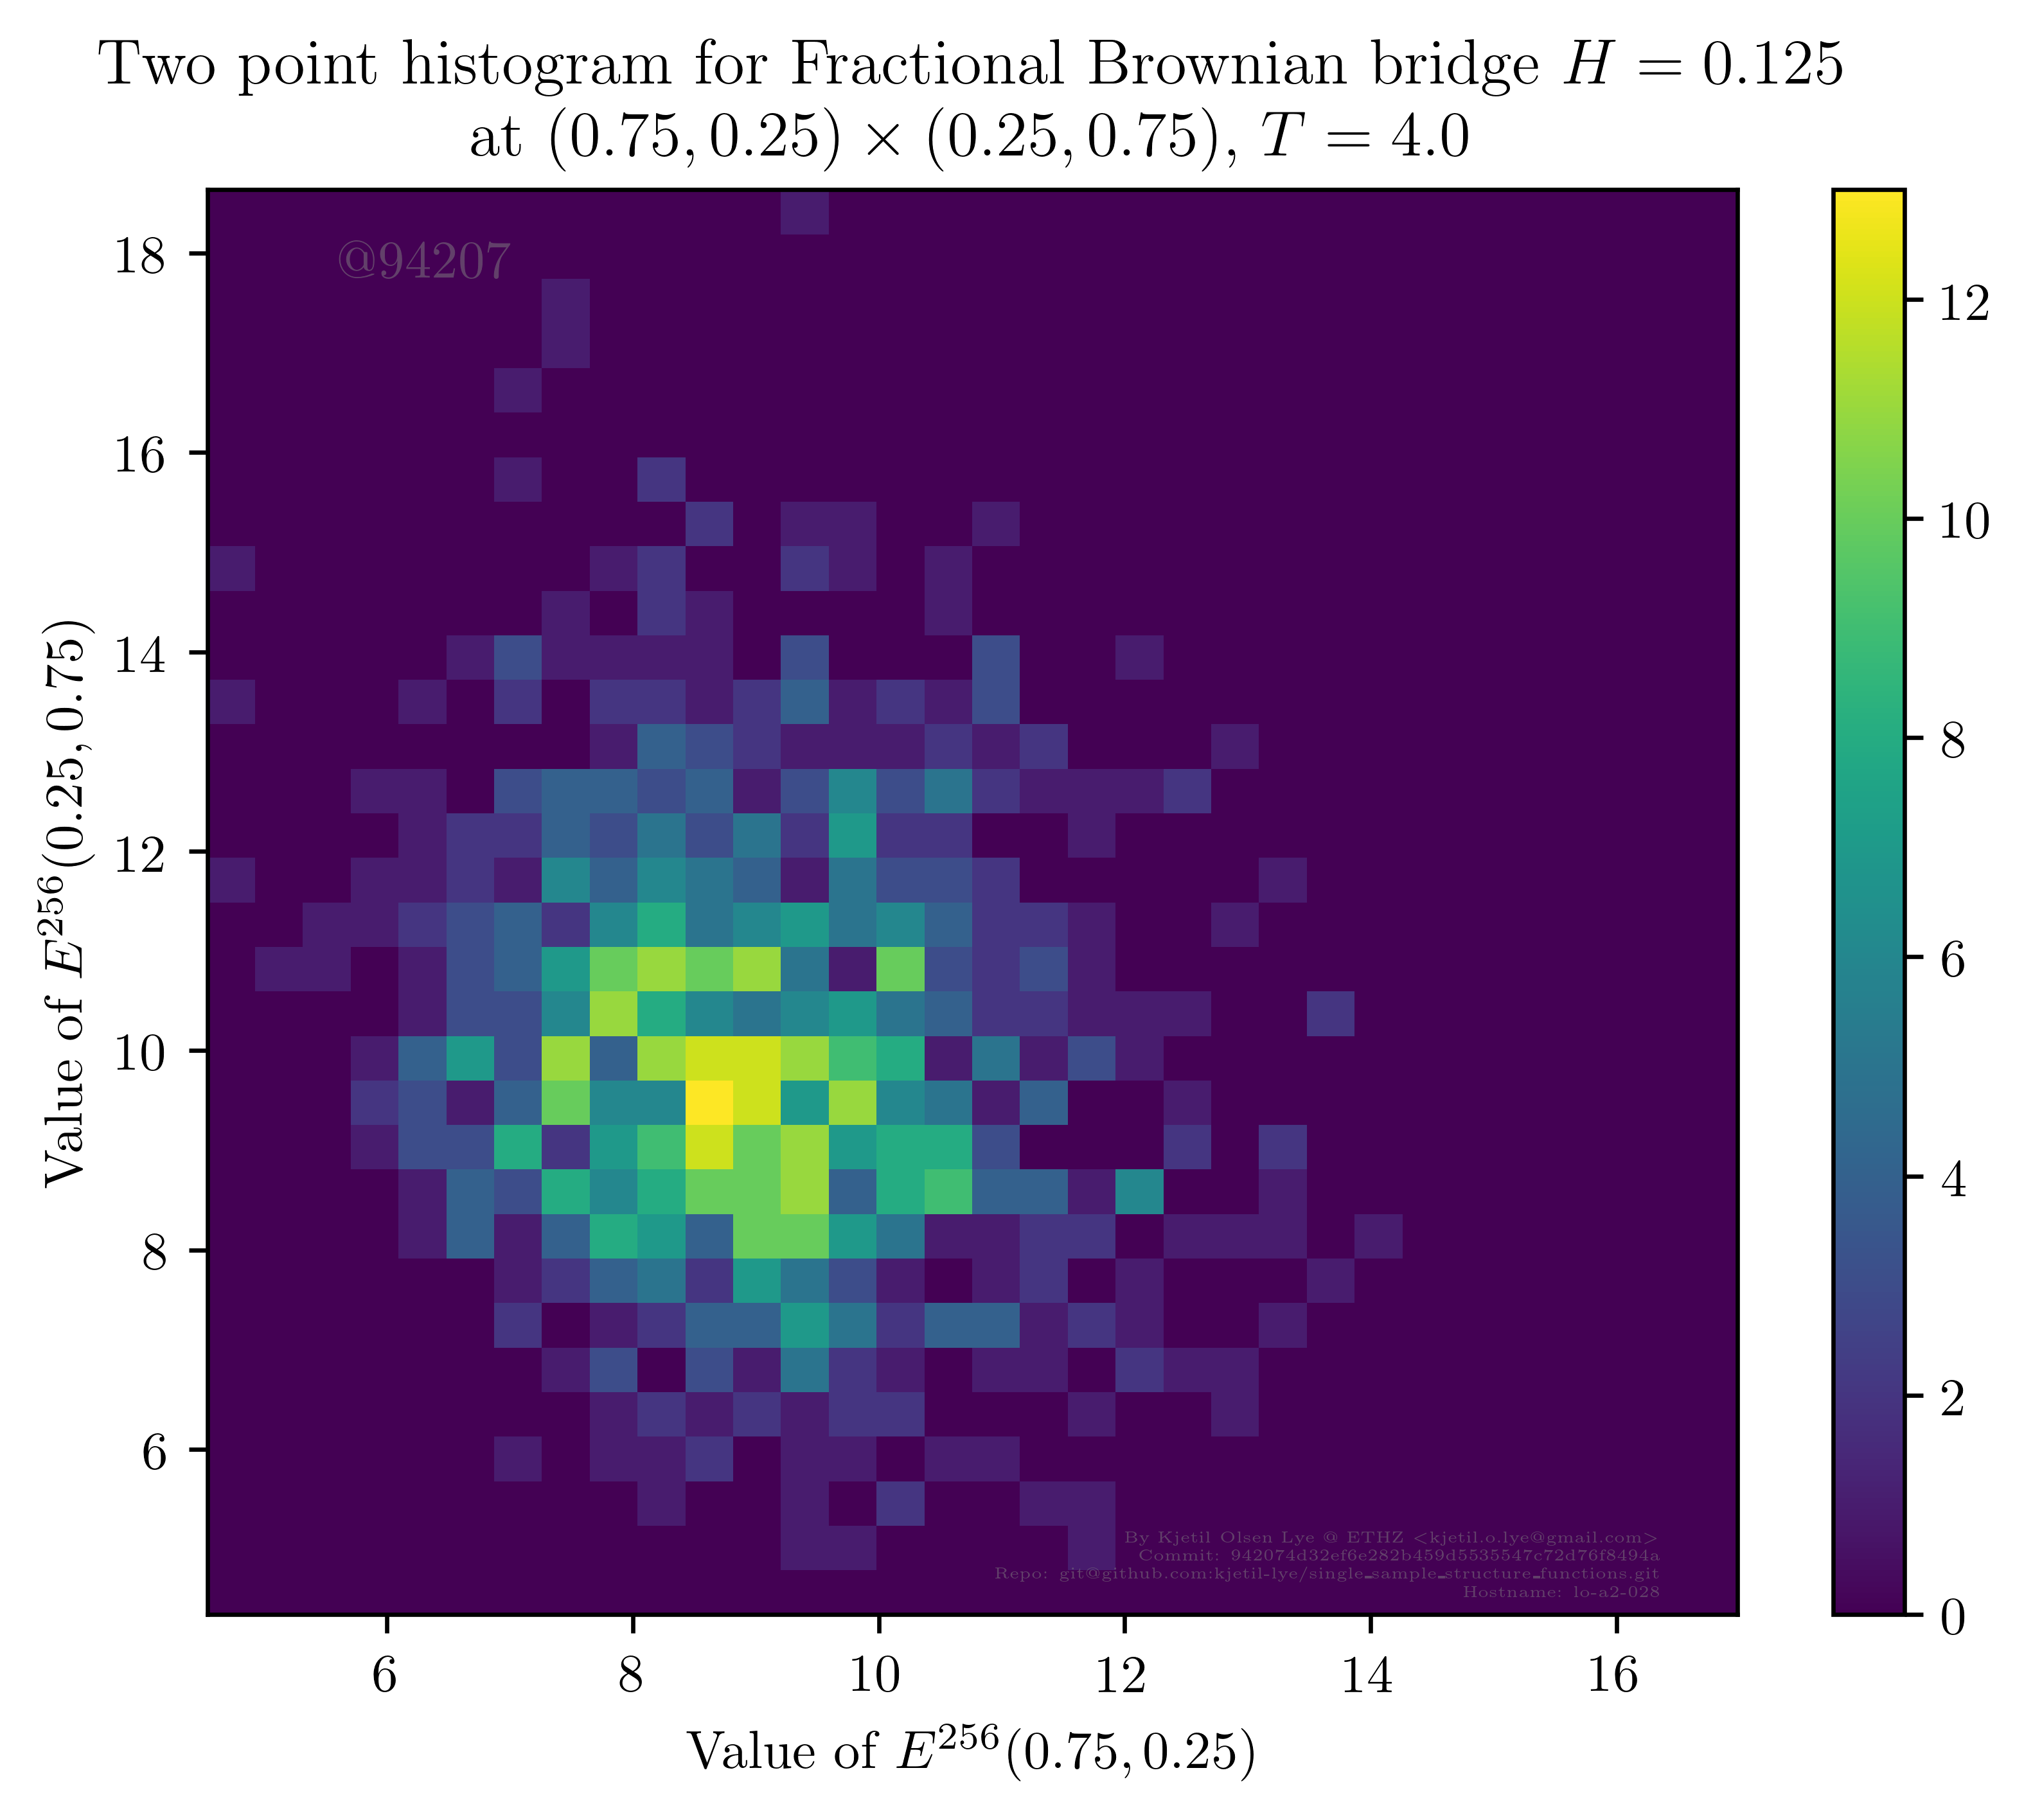 Two point histogram for Fractional Brownian bridge H = 0.125
at (0.75, 0.25) × (0.25, 0.75), T = 4.0
@94207
18
16
14
12
10
8
6
Value of E^256(0.25, 0.75)
6 8 10 12 14 16
Value of E^256(0.75, 0.25)
12
10
8
6
4
2
0
By Kjetil Olsen Lye @ ETHZ <kjetil.o.lye@gmail.com>
Commit: 942074d32ef6e282b459d5535547c72d76f8494a
Repo: git@github.com:kjetil-lye/single_sample_structure_functions.git
Hostname: lo-a2-028